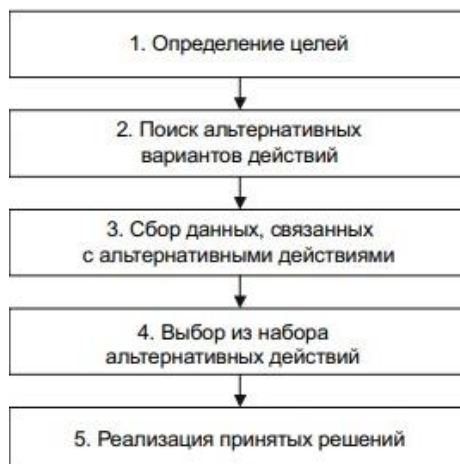 1. Определение целей
2. Поиск альтернативных
вариантов действий
3. Сбор данных, связанных
с альтернативными действиями
4. Выбор из набора
альтернативных действий
5. Реализация принятых решений